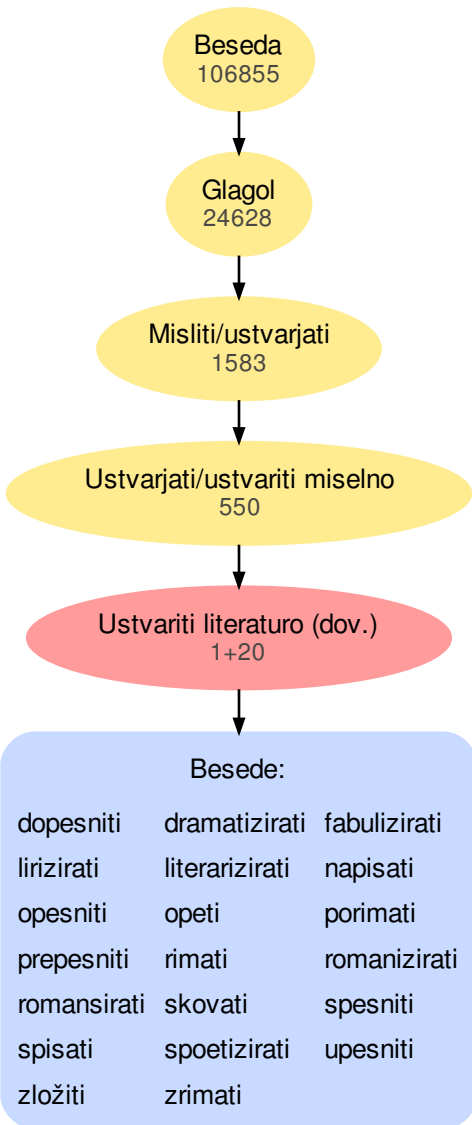 Beseda
106855
Glagol
24628
Misliti/ustvarjati
1583
Ustvarjati/ustvariti miselno
550
Ustvariti literaturo (dov.)
1+20
Besede:
dopesniti dramatizirati fabulizirati
lirizirati literarizirati napisati
opesniti opeti porimati
prepesniti rimati romanizirati
romansirati skovati spesniti
spisati spoetizirati upesniti
zložiti zrimati